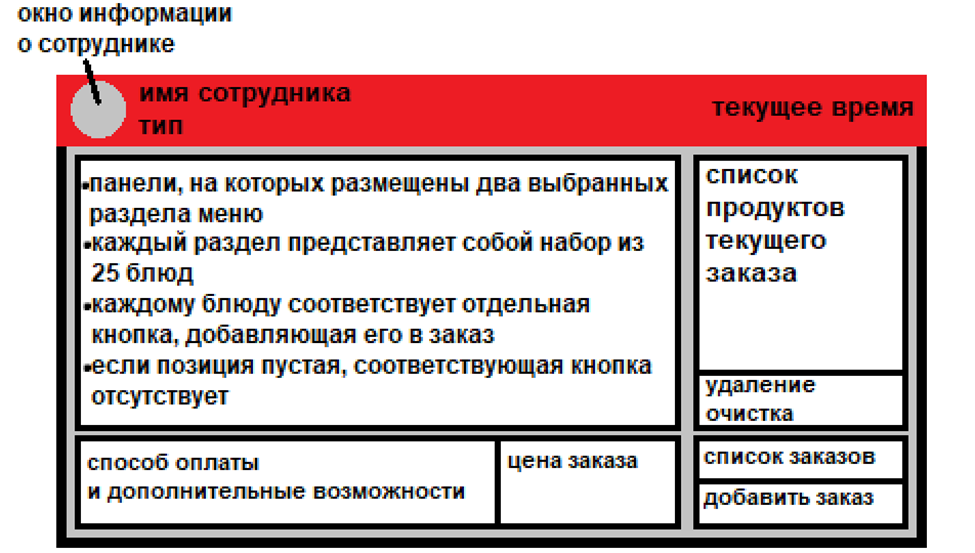 окно информации
о сотруднике
имя сотрудника
тип
текущее время
•панели, на которых размещены два выбранных
раздела меню
•каждый раздел представляет собой набор из
25 блюд
•каждому блюду соответствует отдельная
кнопка, добавляющая его в заказ
•если позиция пустая, соответствующая кнопка
отсутствует
список
продуктов
текущего
заказа
удаление
очистка
способ оплаты
и дополнительные возможности
цена заказа
список заказов
добавить заказ